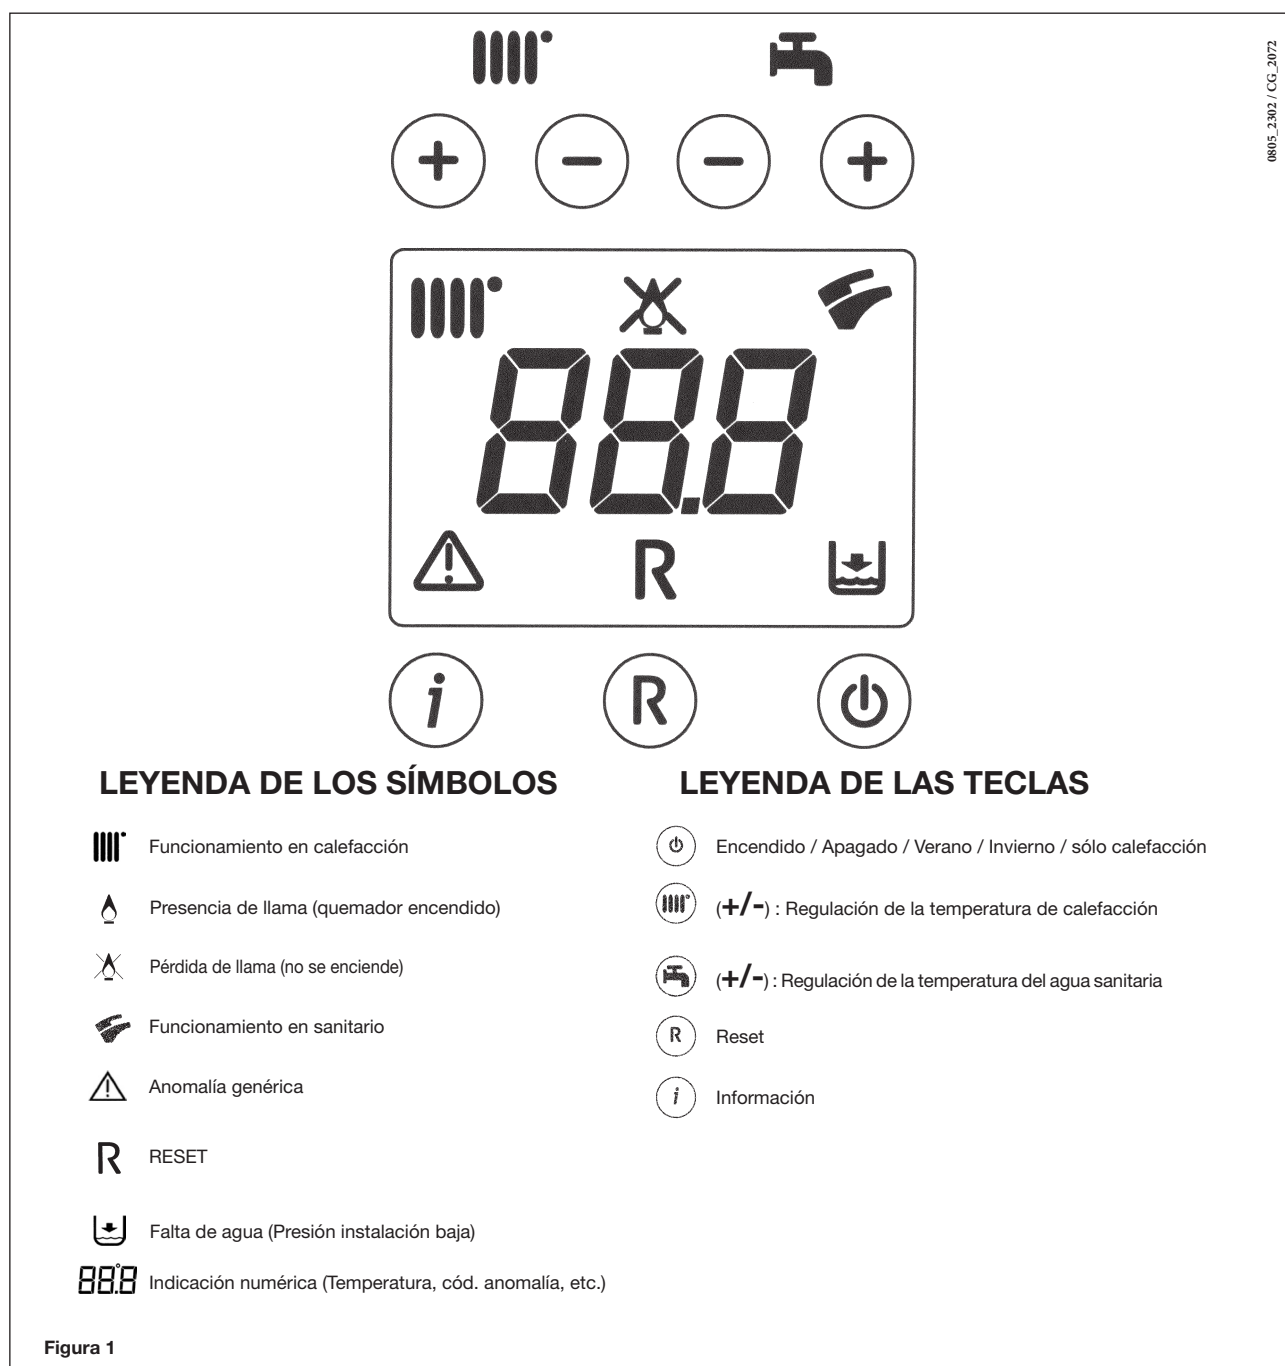 0805_2302 / CG_2072
+ - - +
88.8
R
i R
LEYENDA DE LOS SÍMBOLOS
Funcionamiento en calefacción
Presencia de llama (quemador encendido)
Pérdida de llama (no se enciende)
Funcionamiento en sanitario
Anomalía genérica
R RESET
Falta de agua (Presión instalación baja)
88.8 Indicación numérica (Temperatura, cód. anomalía, etc.)
LEYENDA DE LAS TECLAS
Encendido / Apagado / Verano / Invierno / sólo calefacción
(+/-) : Regulación de la temperatura de calefacción
(+/-) : Regulación de la temperatura del agua sanitaria
R Reset
i Información
Figura 1